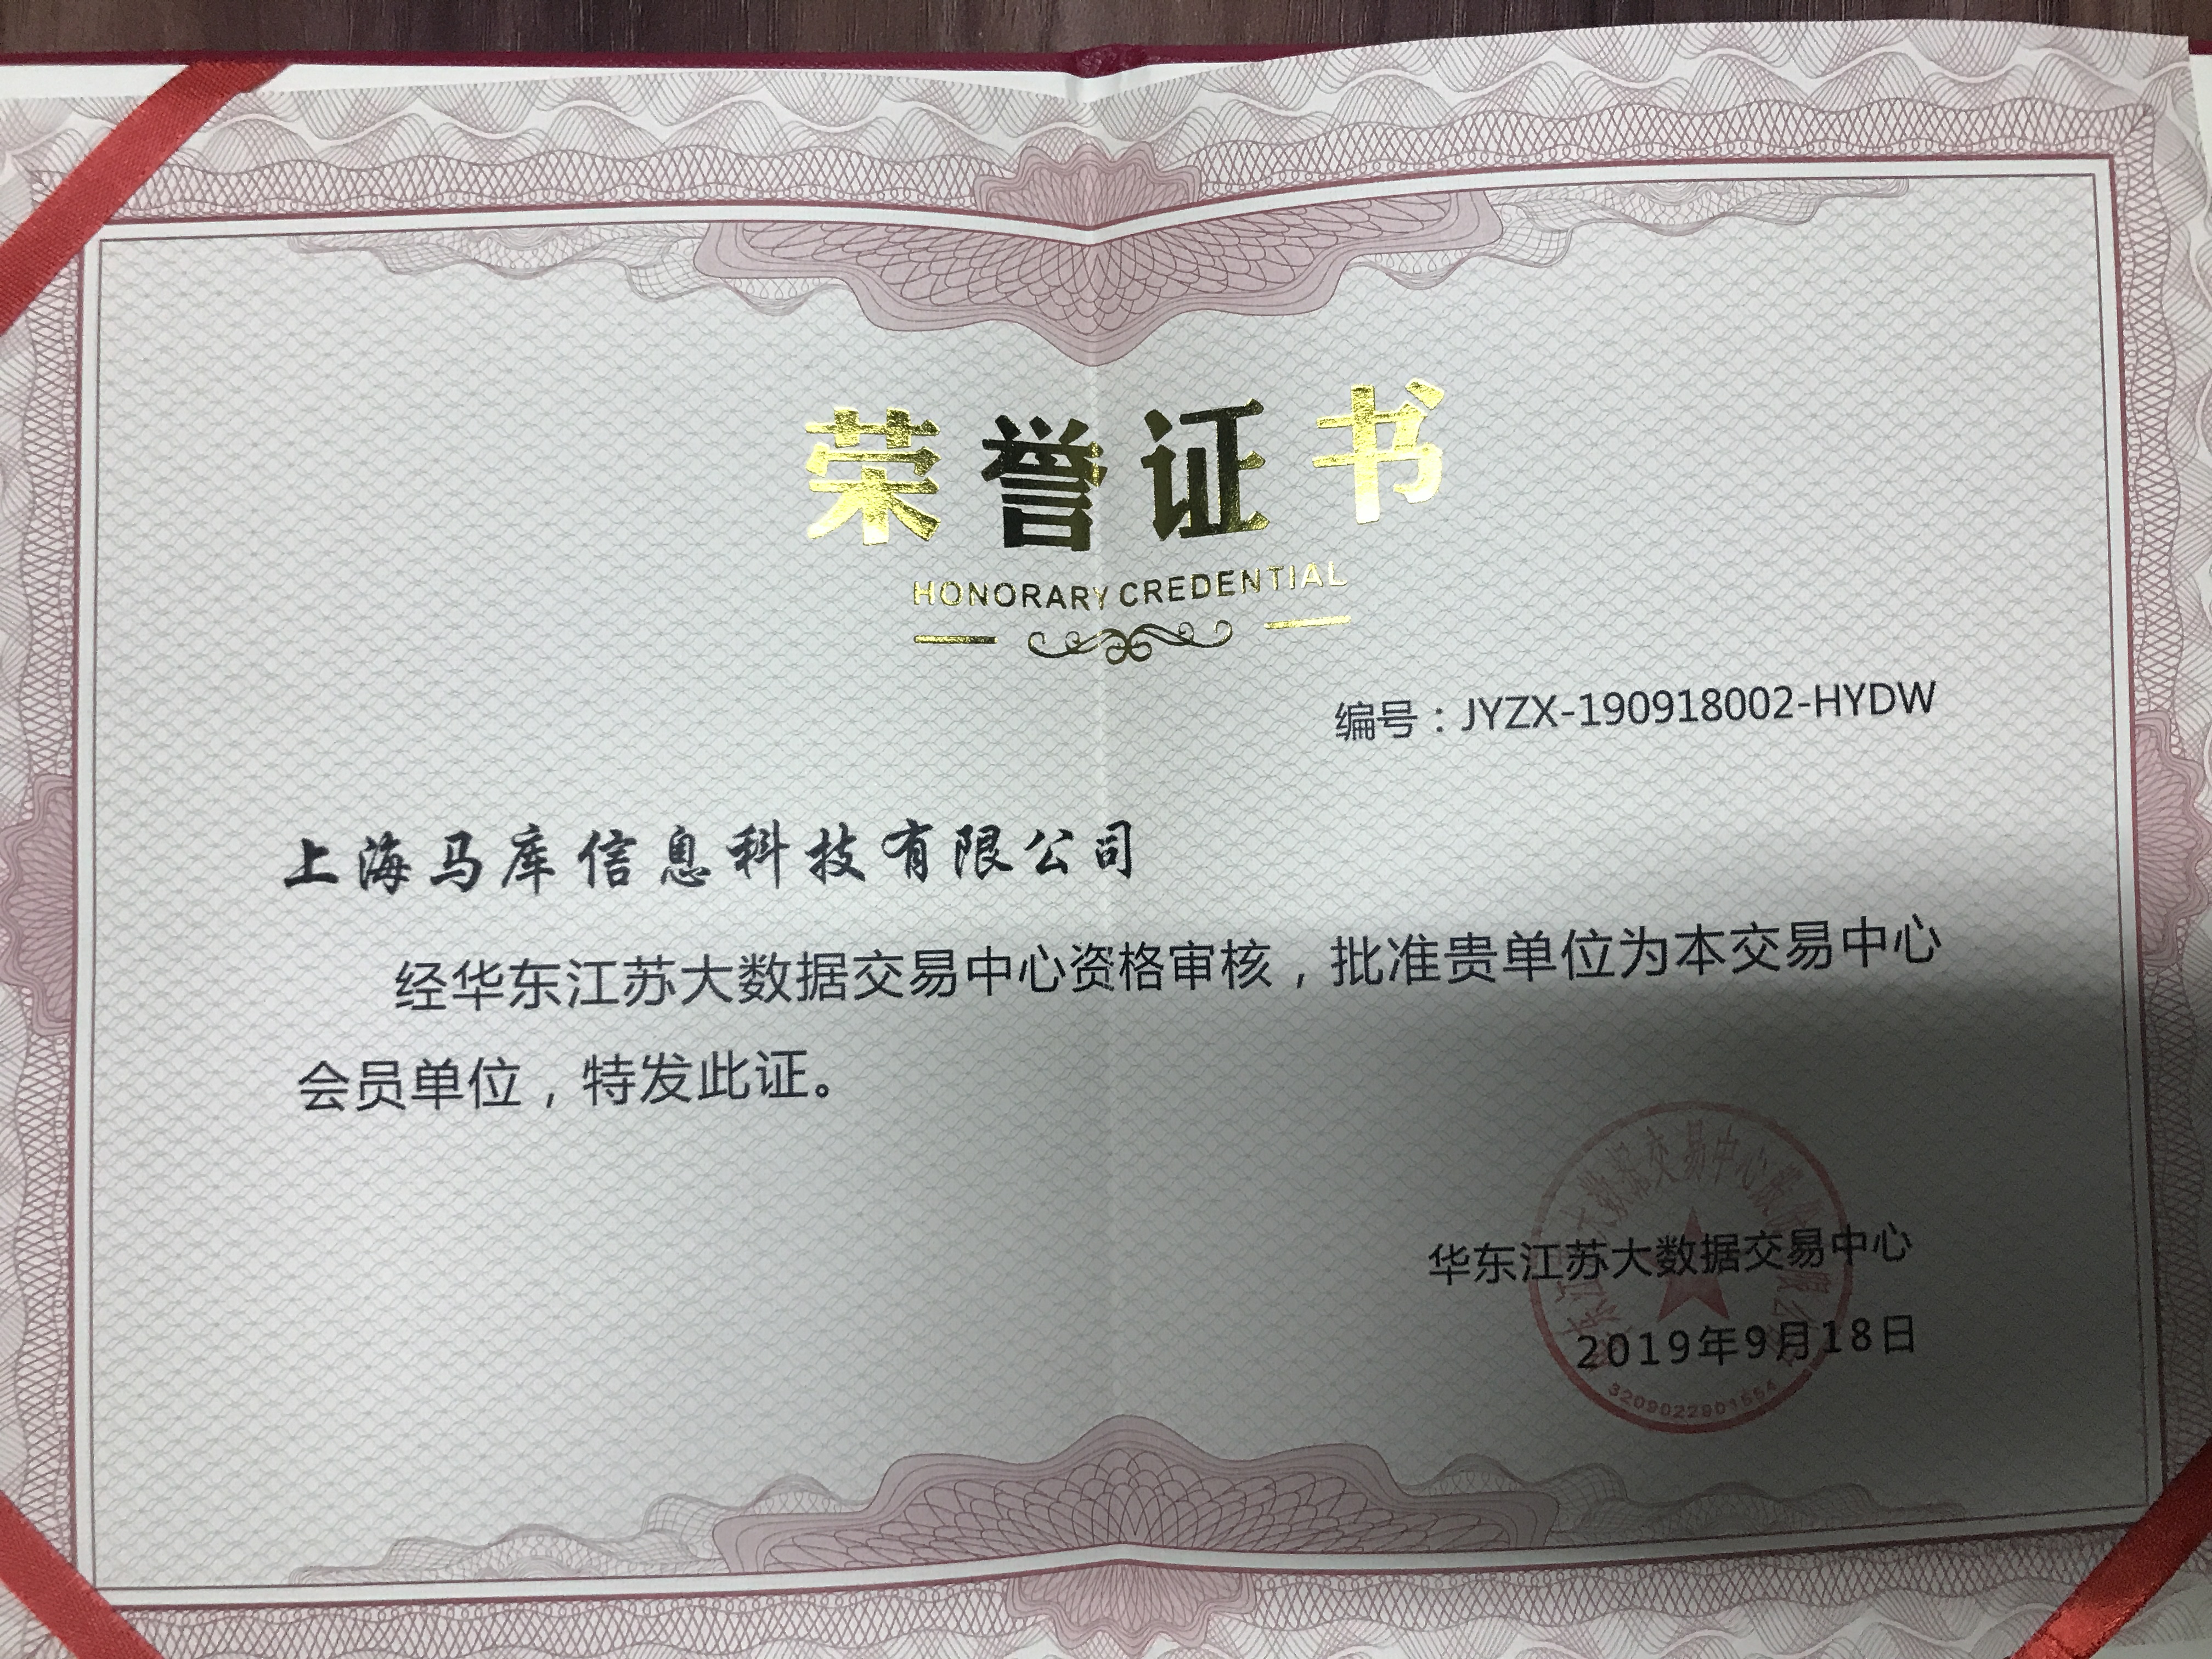 荣誉证书
HONORARY CREDENTIAL
编号：JYZX-190918002-HYDW
上海马库信息科技有限公司
经华东江苏大数据交易中心资格审核，批准贵单位为本交易中心
会员单位，特发此证。
华东江苏大数据交易中心
2019年9月18日